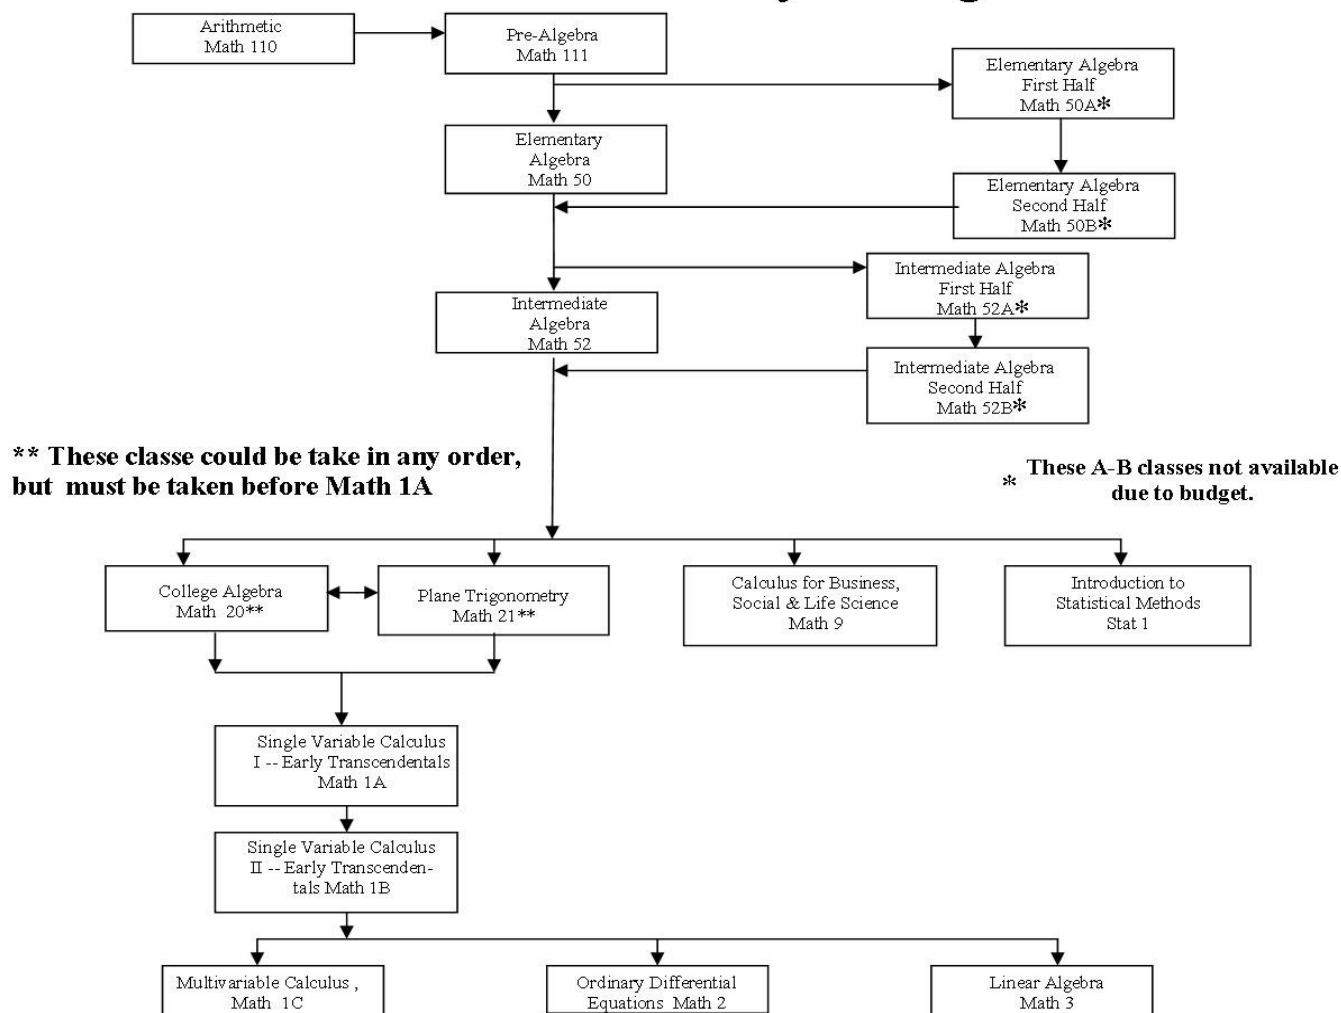 Arithmetic
Math 110
Pre-Algebra
Math 111
Elementary Algebra
First Half
Math 50A*
Elementary
Algebra
Math 50
Elementary Algebra
Second Half
Math 50B*
Intermediate Algebra
First Half
Math 52A*
Intermediate
Algebra
Math 52
Intermediate Algebra
Second Half
Math 52B*
** These classe could be take in any order,
but must be taken before Math 1A
* These A-B classes not available
due to budget.
College Algebra
Math 20**
Plane Trigonometry
Math 21**
Calculus for Business,
Social & Life Science
Math 9
Introduction to
Statistical Methods
Stat 1
Single Variable Calculus
I -- Early Transcendentals
Math 1A
Single Variable Calculus
II -- Early Transcenden-
tals Math 1B
Multivariable Calculus ,
Math 1C
Ordinary Differential
Equations Math 2
Linear Algebra
Math 3